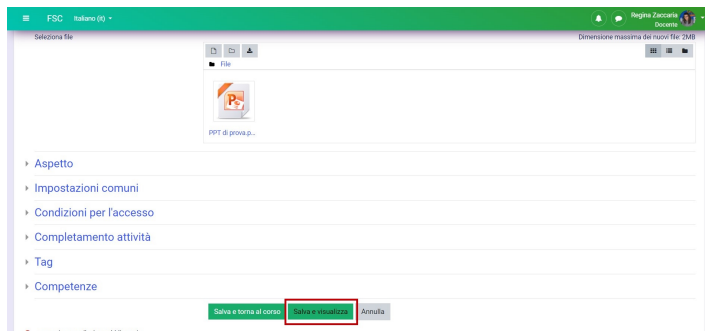 FSC Italiano (it)
Regina Zaccaria
Docente
Seleziona file
Dimensione massima dei nuovi file: 2MB
File
PPT di prova.p...
Aspetto
Impostazioni comuni
Condizioni per l'accesso
Completamento attività
Tag
Competenze
Salva e torna al corso Salva e visualizza Annulla